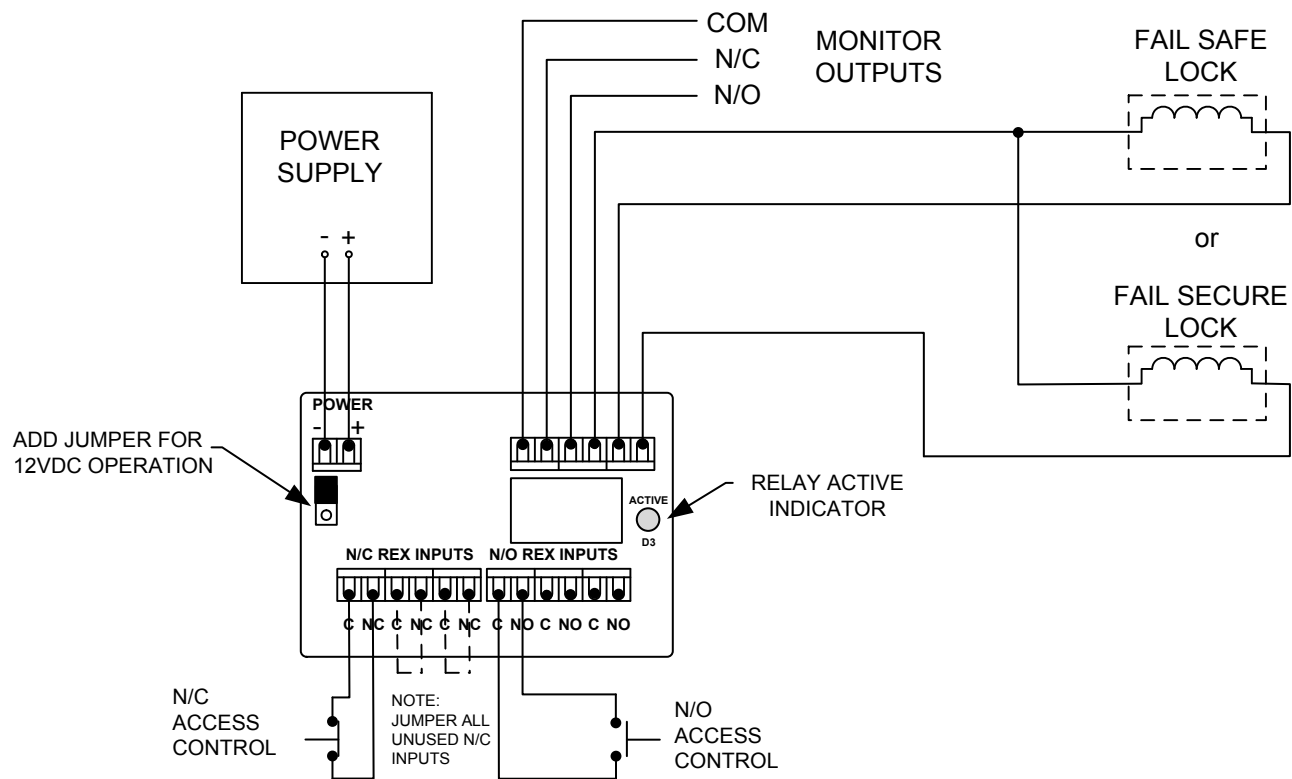 COM
N/C
N/O
MONITOR
OUTPUTS
FAIL SAFE
LOCK
or
FAIL SECURE
LOCK
POWER
SUPPLY
- +
POWER
- +
ADD JUMPER FOR
12VDC OPERATION
ACTIVE
D3
RELAY ACTIVE
INDICATOR
N/C REX INPUTS
N/O REX INPUTS
C NC C NC C NC C NO C NO C NO
N/C
ACCESS
CONTROL
NOTE:
JUMPER ALL
UNUSED N/C
INPUTS
N/O
ACCESS
CONTROL